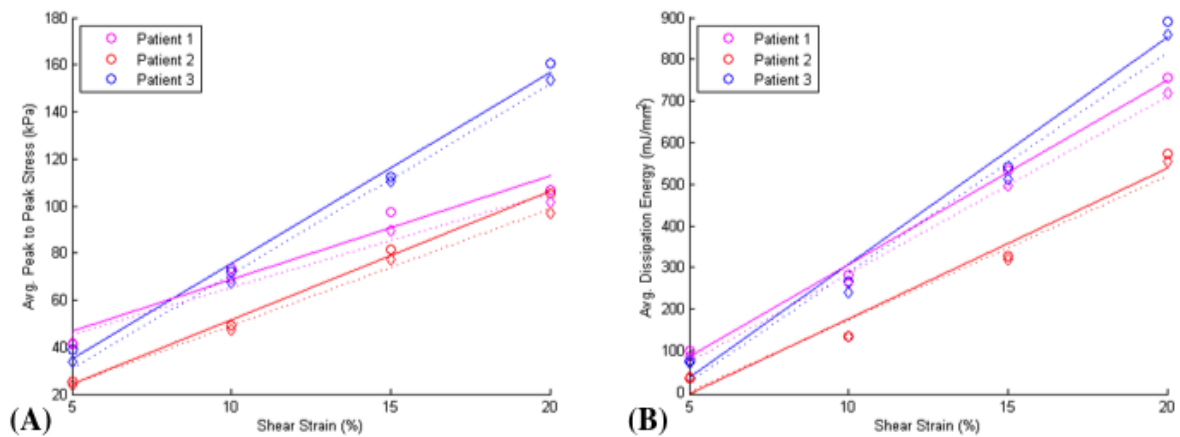 180
160
140
120
100
80
60
40
20
5
10
15
20
Avg. Peak to Peak Stress (kPa)
Shear Strain (%)
Patient 1
Patient 2
Patient 3
(A)
900
800
700
600
500
400
300
200
100
0
5
10
15
20
Avg. Dissipation Energy (mJ/mm²)
Shear Strain (%)
Patient 1
Patient 2
Patient 3
(B)